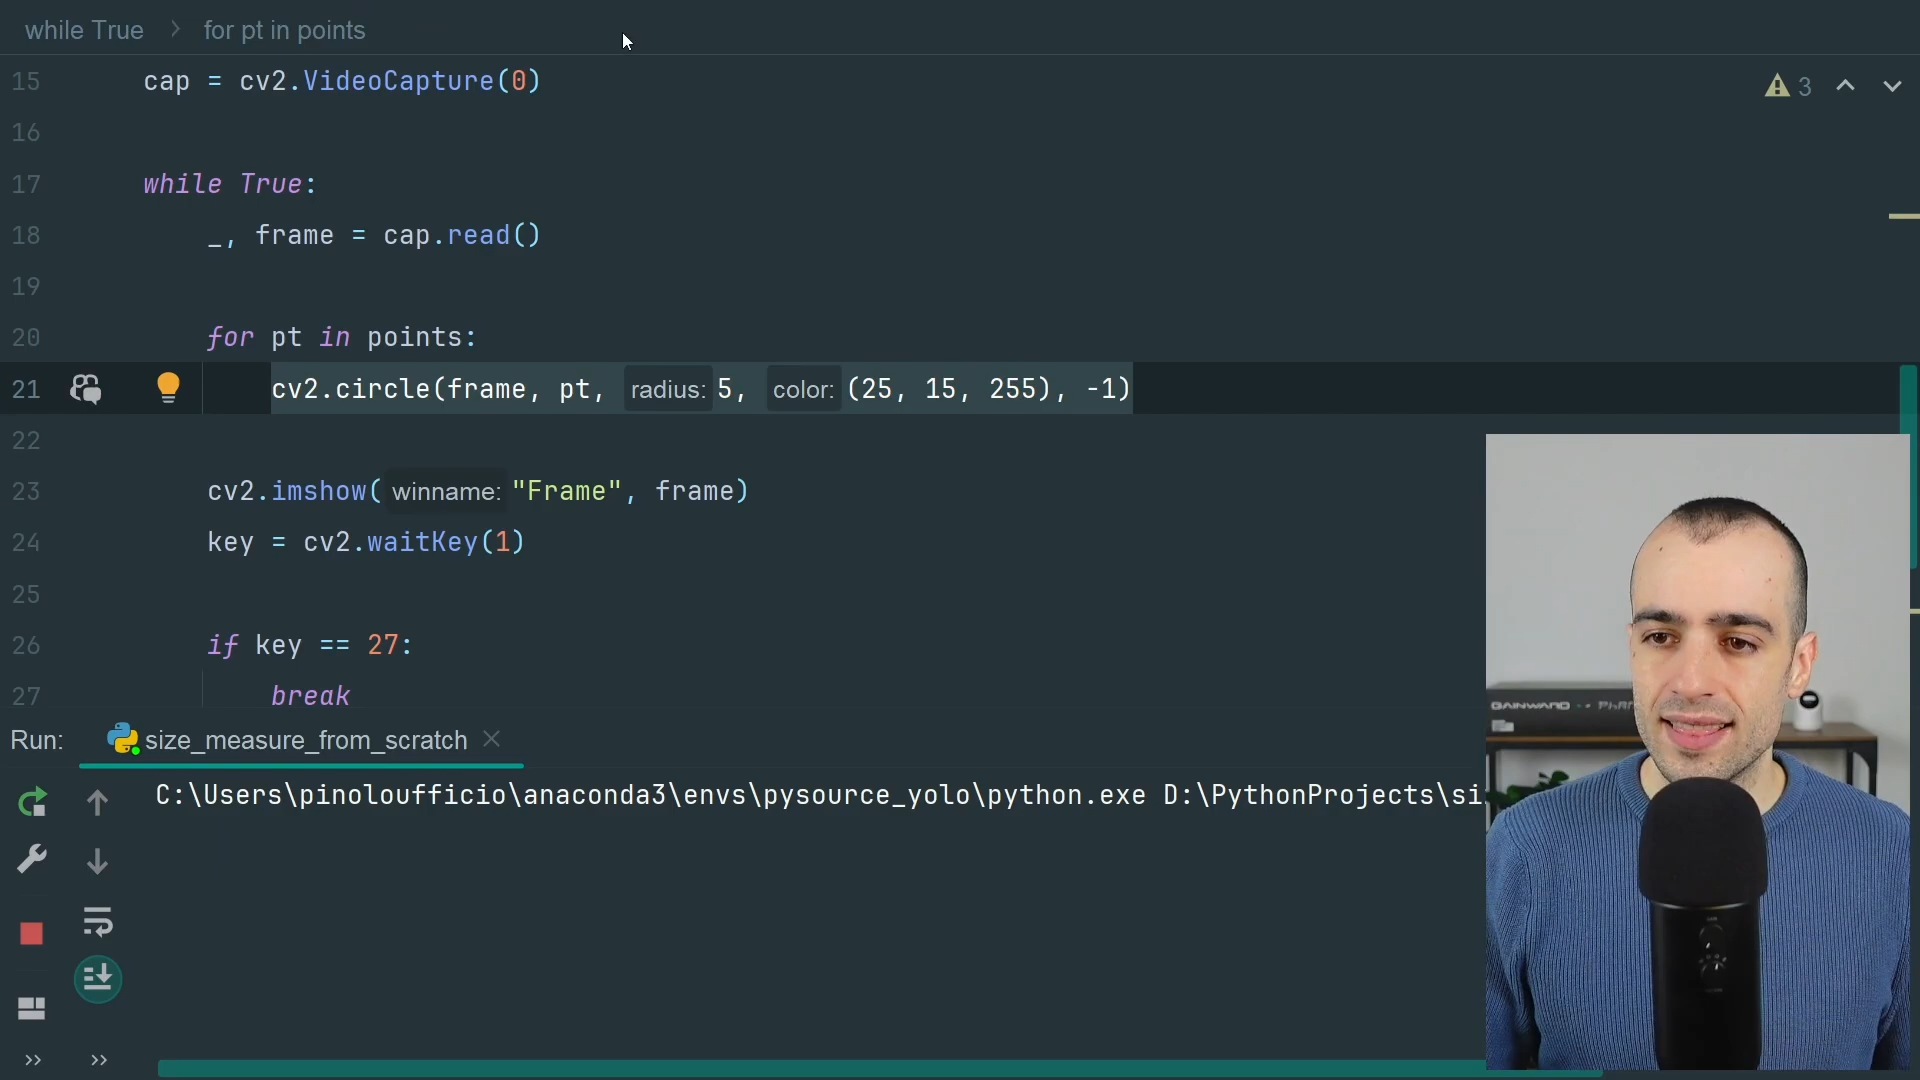 while True > for pt in points
15 cap = cv2.VideoCapture(0)
3
16
17 while True:
18 _, frame = cap.read()
19
20 for pt in points:
21 cv2.circle(frame, pt, radius: 5, color: (25, 15, 255), -1)
22
23 cv2.imshow( winname: "Frame", frame)
24 key = cv2.waitKey(1)
25
26 if key == 27:
27 break
GAINWARD
Run: size_measure_from_scratch
C:\Users\pinoloufficio\anaconda3\envs\pysource_yolo\python.exe D:\PythonProjects\si